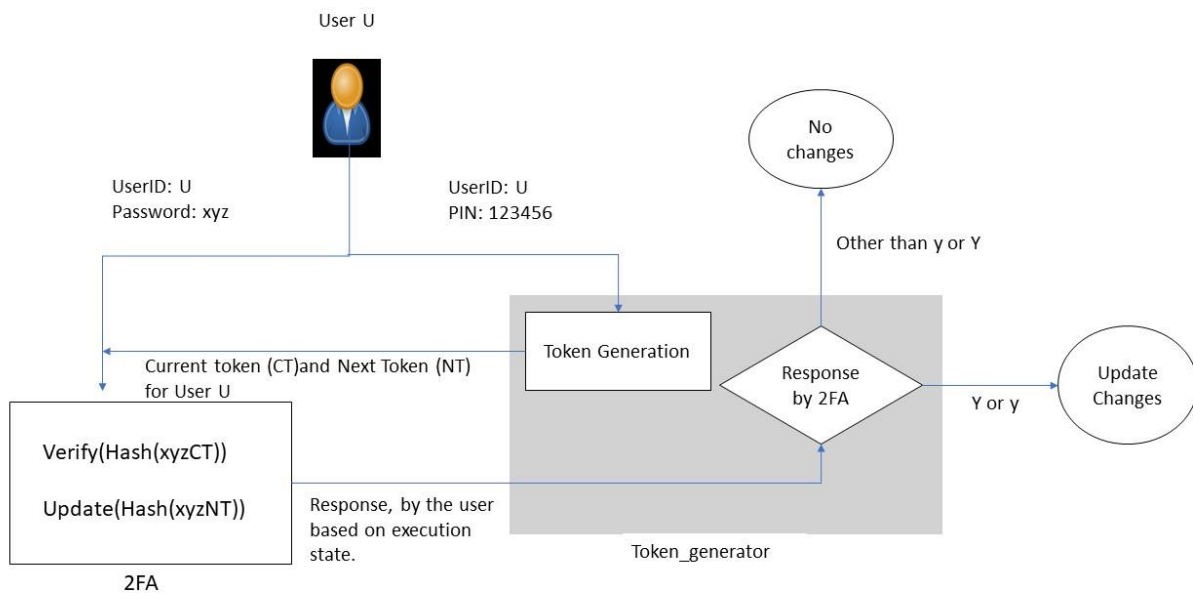 User U
UserID: U
Password: xyz
UserID: U
PIN: 123456
No
changes
Other than y or Y
Token Generation
Current token (CT)and Next Token (NT)
for User U
Response
by 2FA
Y or y
Update
Changes
Verify(Hash(xyzCT))
Update(Hash(xyzNT))
Response, by the user
based on execution
state.
Token_generator
2FA